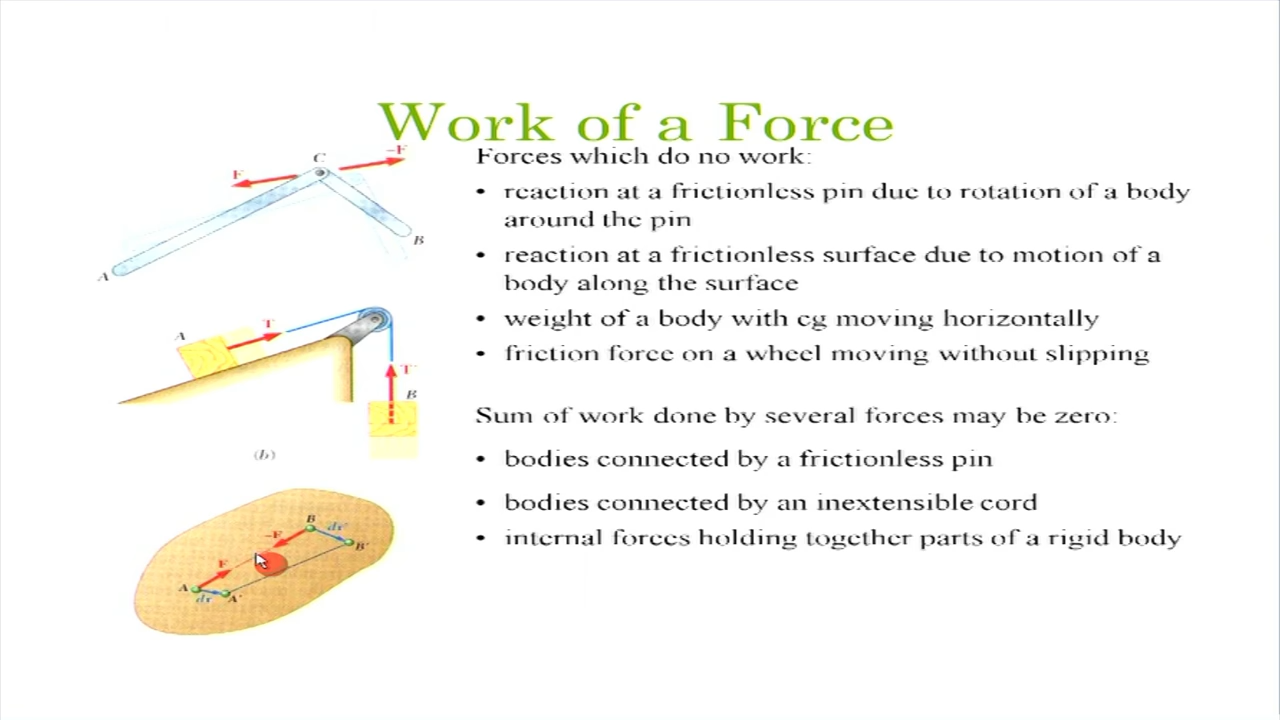 Work of a Force
Forces which do no work:
• reaction at a frictionless pin due to rotation of a body
around the pin
• reaction at a frictionless surface due to motion of a
body along the surface
• weight of a body with cg moving horizontally
• friction force on a wheel moving without slipping
Sum of work done by several forces may be zero:
• bodies connected by a frictionless pin
• bodies connected by an inextensible cord
• internal forces holding together parts of a rigid body
C
F
-F
A
B
A
T
T'
B
(b)
B
dr'
-F
B'
F
A
dr
A'